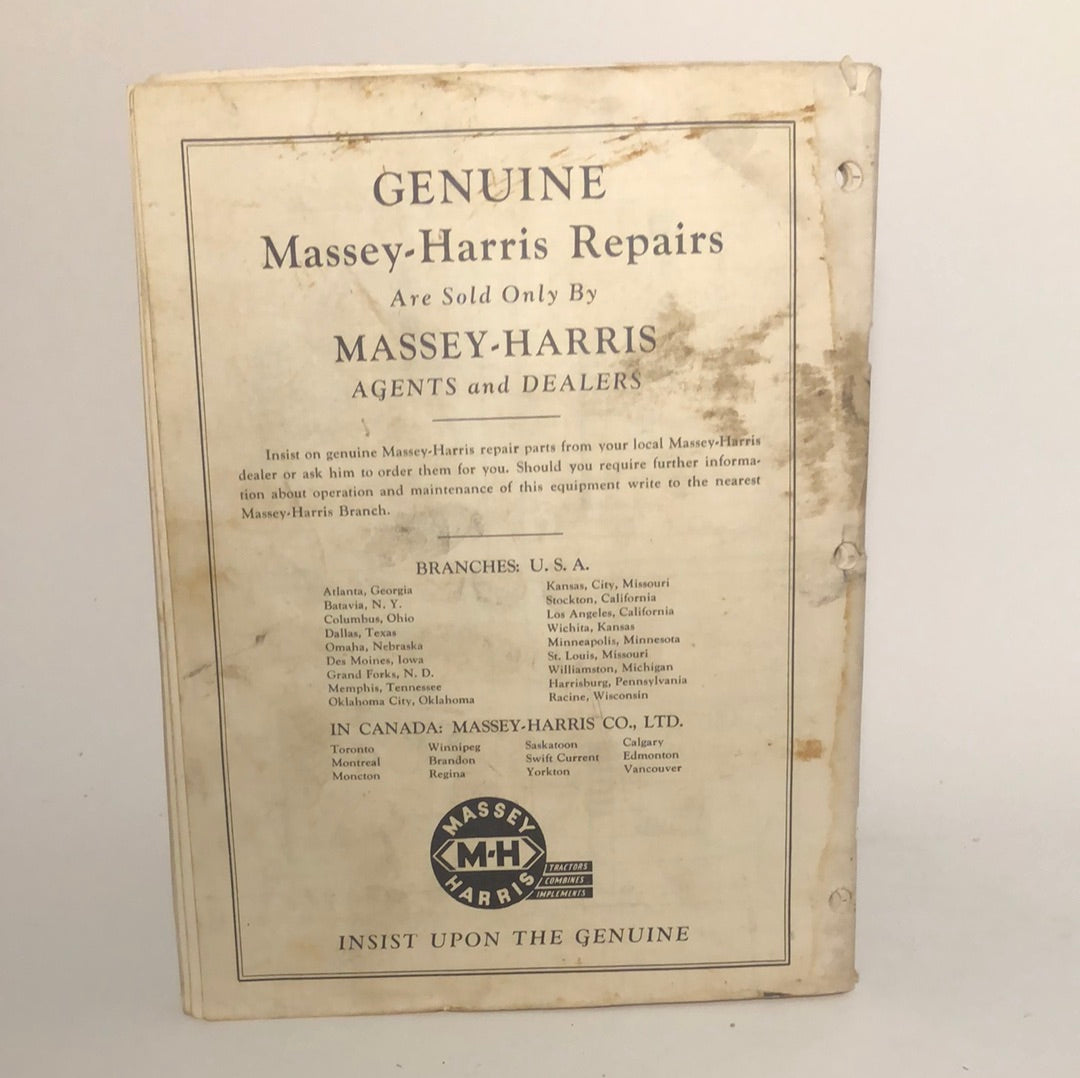 GENUINE
Massey-Harris Repairs
Are Sold Only By
MASSEY-HARRIS
AGENTS and DEALERS
Insist on genuine Massey-Harris repair parts from your local Massey-Harris
dealer or ask him to order them for you. Should you require further informa-
tion about operation and maintenance of this equipment write to the nearest
Massey-Harris Branch.
BRANCHES: U. S. A.
Atlanta, Georgia
Batavia, N. Y.
Columbus, Ohio
Dallas, Texas
Omaha, Nebraska
Des Moines, Iowa
Grand Forks, N. D.
Memphis, Tennessee
Oklahoma City, Oklahoma
Kansas, City, Missouri
Stockton, California
Los Angeles, California
Wichita, Kansas
Minneapolis, Minnesota
St. Louis, Missouri
Williamston, Michigan
Harrisburg, Pennsylvania
Racine, Wisconsin
IN CANADA: MASSEY-HARRIS CO., LTD.
Toronto
Montreal
Moncton
Winnipeg
Brandon
Regina
Saskatoon
Swift Current
Yorkton
Calgary
Edmonton
Vancouver
MASSEY
M-H
HARRIS
TRACTORS
COMBINES
IMPLEMENTS
INSIST UPON THE GENUINE